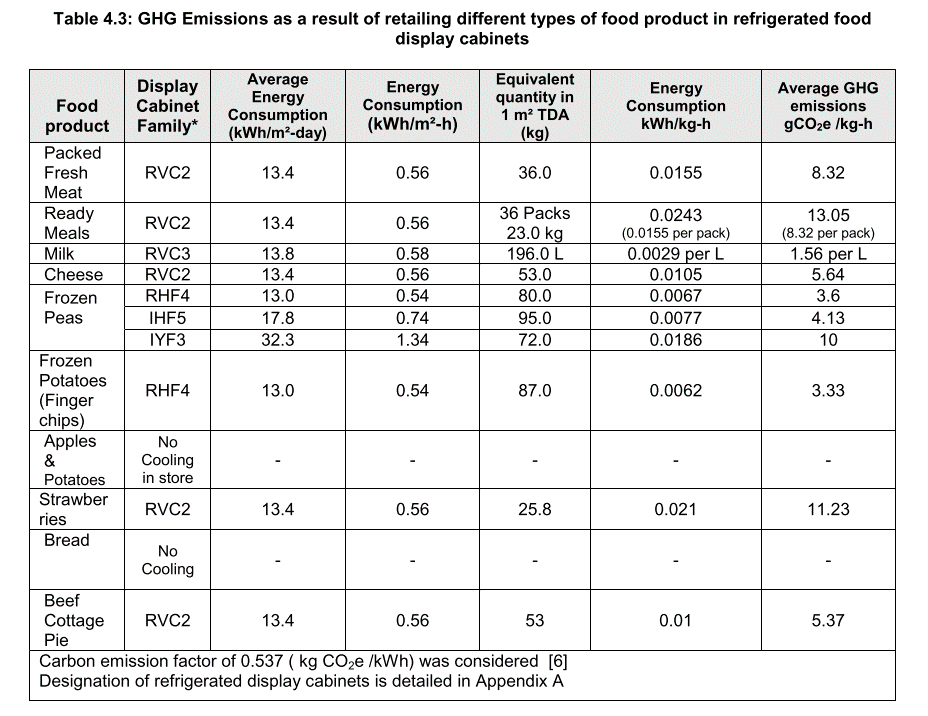 Table 4.3: GHG Emissions as a result of retailing different types of food product in refrigerated food
display cabinets
Food product | Display Cabinet Family* | Average Energy Consumption (kWh/m²-day) | Energy Consumption (kWh/m²-h) | Equivalent quantity in 1 m² TDA (kg) | Energy Consumption kWh/kg-h | Average GHG emissions gCO₂e /kg-h
Packed Fresh Meat | RVC2 | 13.4 | 0.56 | 36.0 | 0.0155 | 8.32
Ready Meals | RVC2 | 13.4 | 0.56 | 36 Packs 23.0 kg | 0.0243 (0.0155 per pack) | 13.05 (8.32 per pack)
Milk | RVC3 | 13.8 | 0.58 | 196.0 L | 0.0029 per L | 1.56 per L
Cheese | RVC2 | 13.4 | 0.56 | 53.0 | 0.0105 | 5.64
Frozen Peas | RHF4 | 13.0 | 0.54 | 80.0 | 0.0067 | 3.6
IHF5 | 17.8 | 0.74 | 95.0 | 0.0077 | 4.13
IYF3 | 32.3 | 1.34 | 72.0 | 0.0186 | 10
Frozen Potatoes (Finger chips) | RHF4 | 13.0 | 0.54 | 87.0 | 0.0062 | 3.33
Apples & Potatoes | No Cooling in store | - | - | - | - | -
Strawber ries | RVC2 | 13.4 | 0.56 | 25.8 | 0.021 | 11.23
Bread | No Cooling | - | - | - | - | -
Beef Cottage Pie | RVC2 | 13.4 | 0.56 | 53 | 0.01 | 5.37
Carbon emission factor of 0.537 ( kg CO₂e /kWh) was considered [6]
Designation of refrigerated display cabinets is detailed in Appendix A